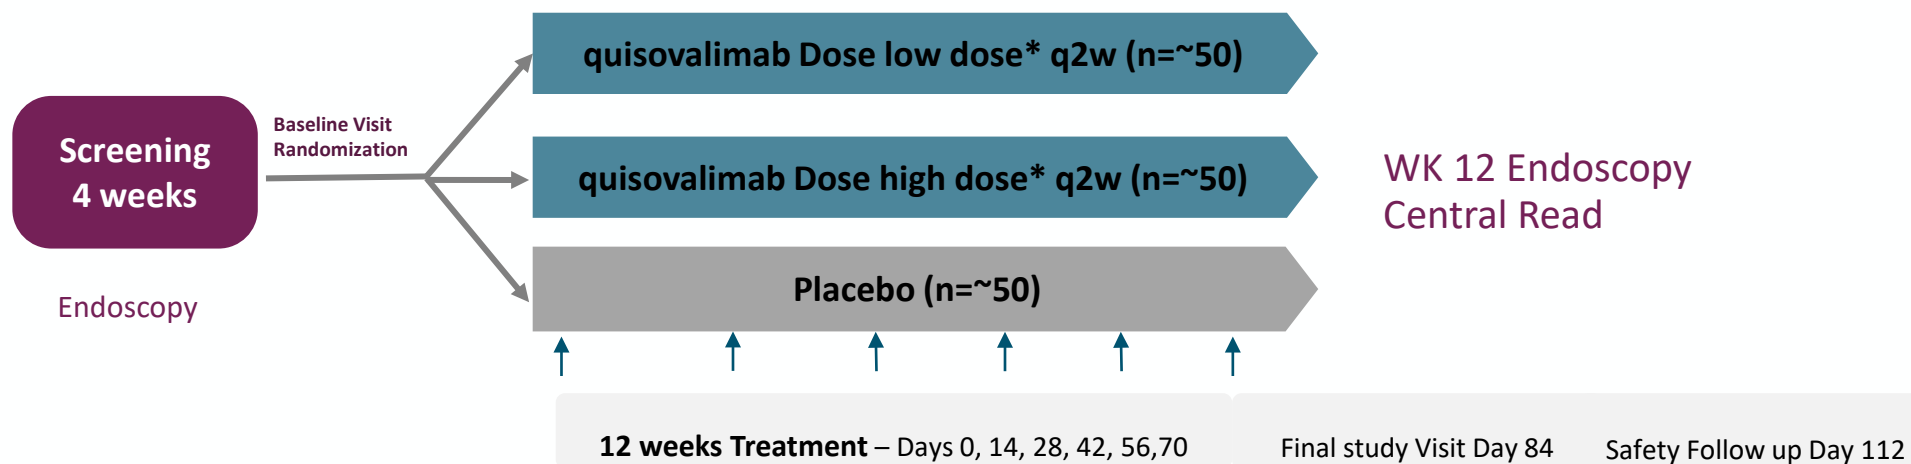 quisovalimab Dose low dose* q2w (n=~50)
Screening
4 weeks
Baseline Visit
Randomization
quisovalimab Dose high dose* q2w (n=~50)
WK 12 Endoscopy
Central Read
Placebo (n=~50)
Endoscopy
12 weeks Treatment – Days 0, 14, 28, 42, 56,70
Final study Visit Day 84
Safety Follow up Day 112